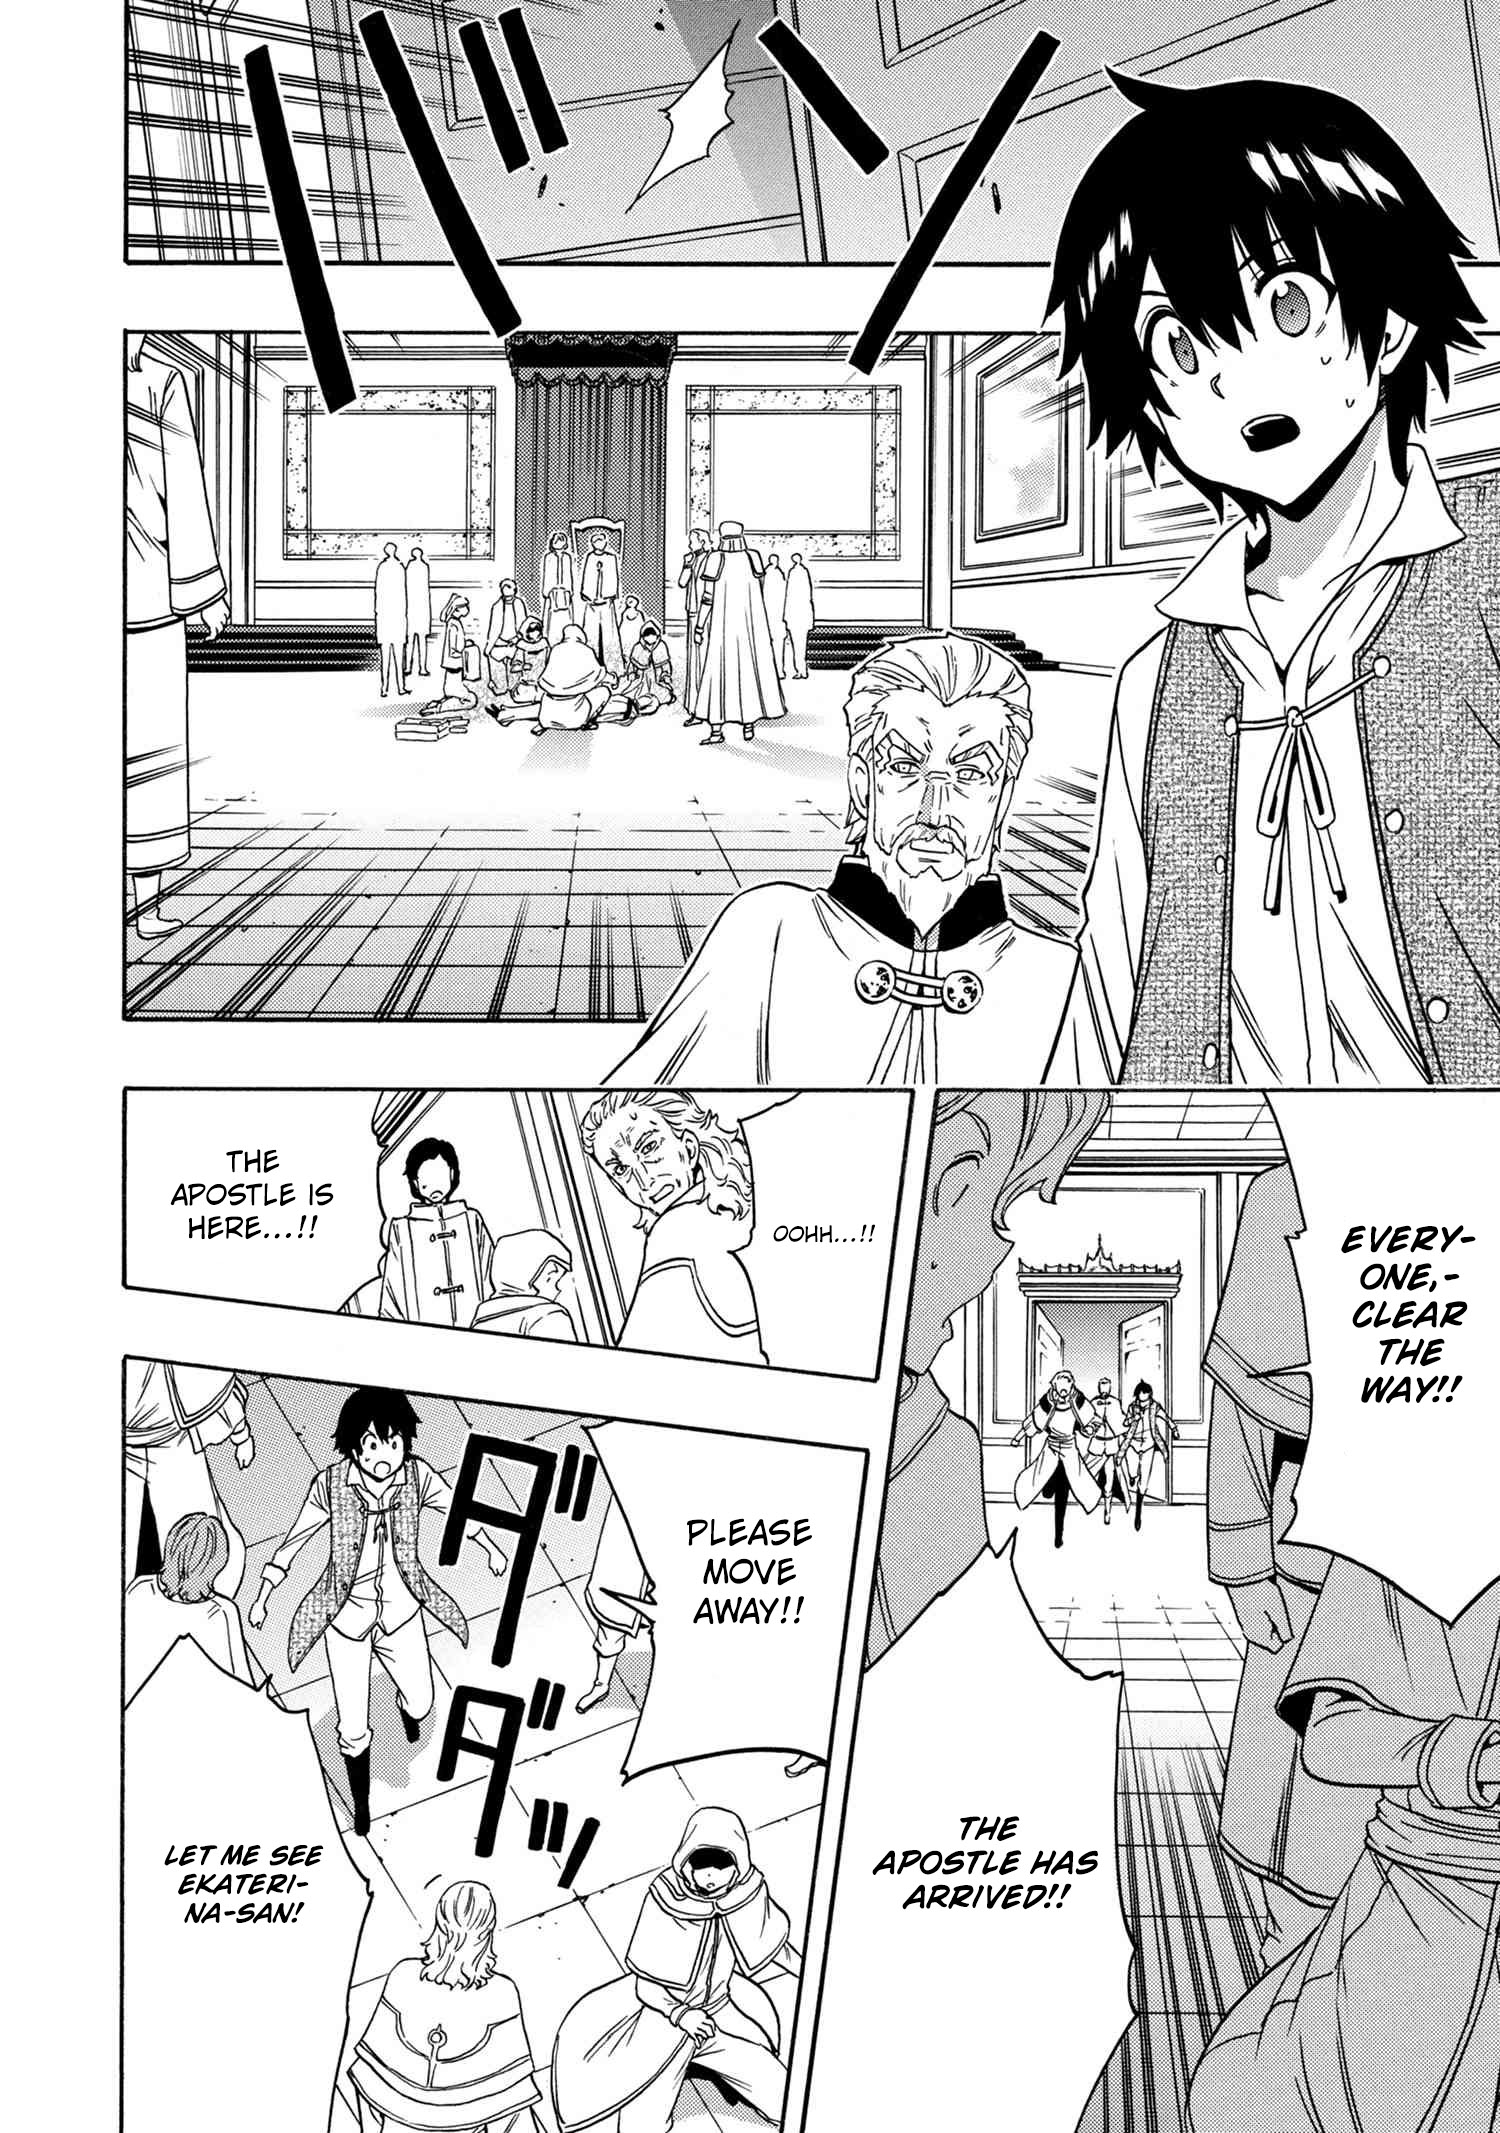 バン
EVERY-
ONE,-
CLEAR
THE
WAY!!
THE
APOSTLE HAS
ARRIVED!!
OOHH...!!
THE
APOSTLE IS
HERE...!!
PLEASE
MOVE
AWAY!!
ダダッ
LET ME SEE
EKATERI-
NA-SAN!